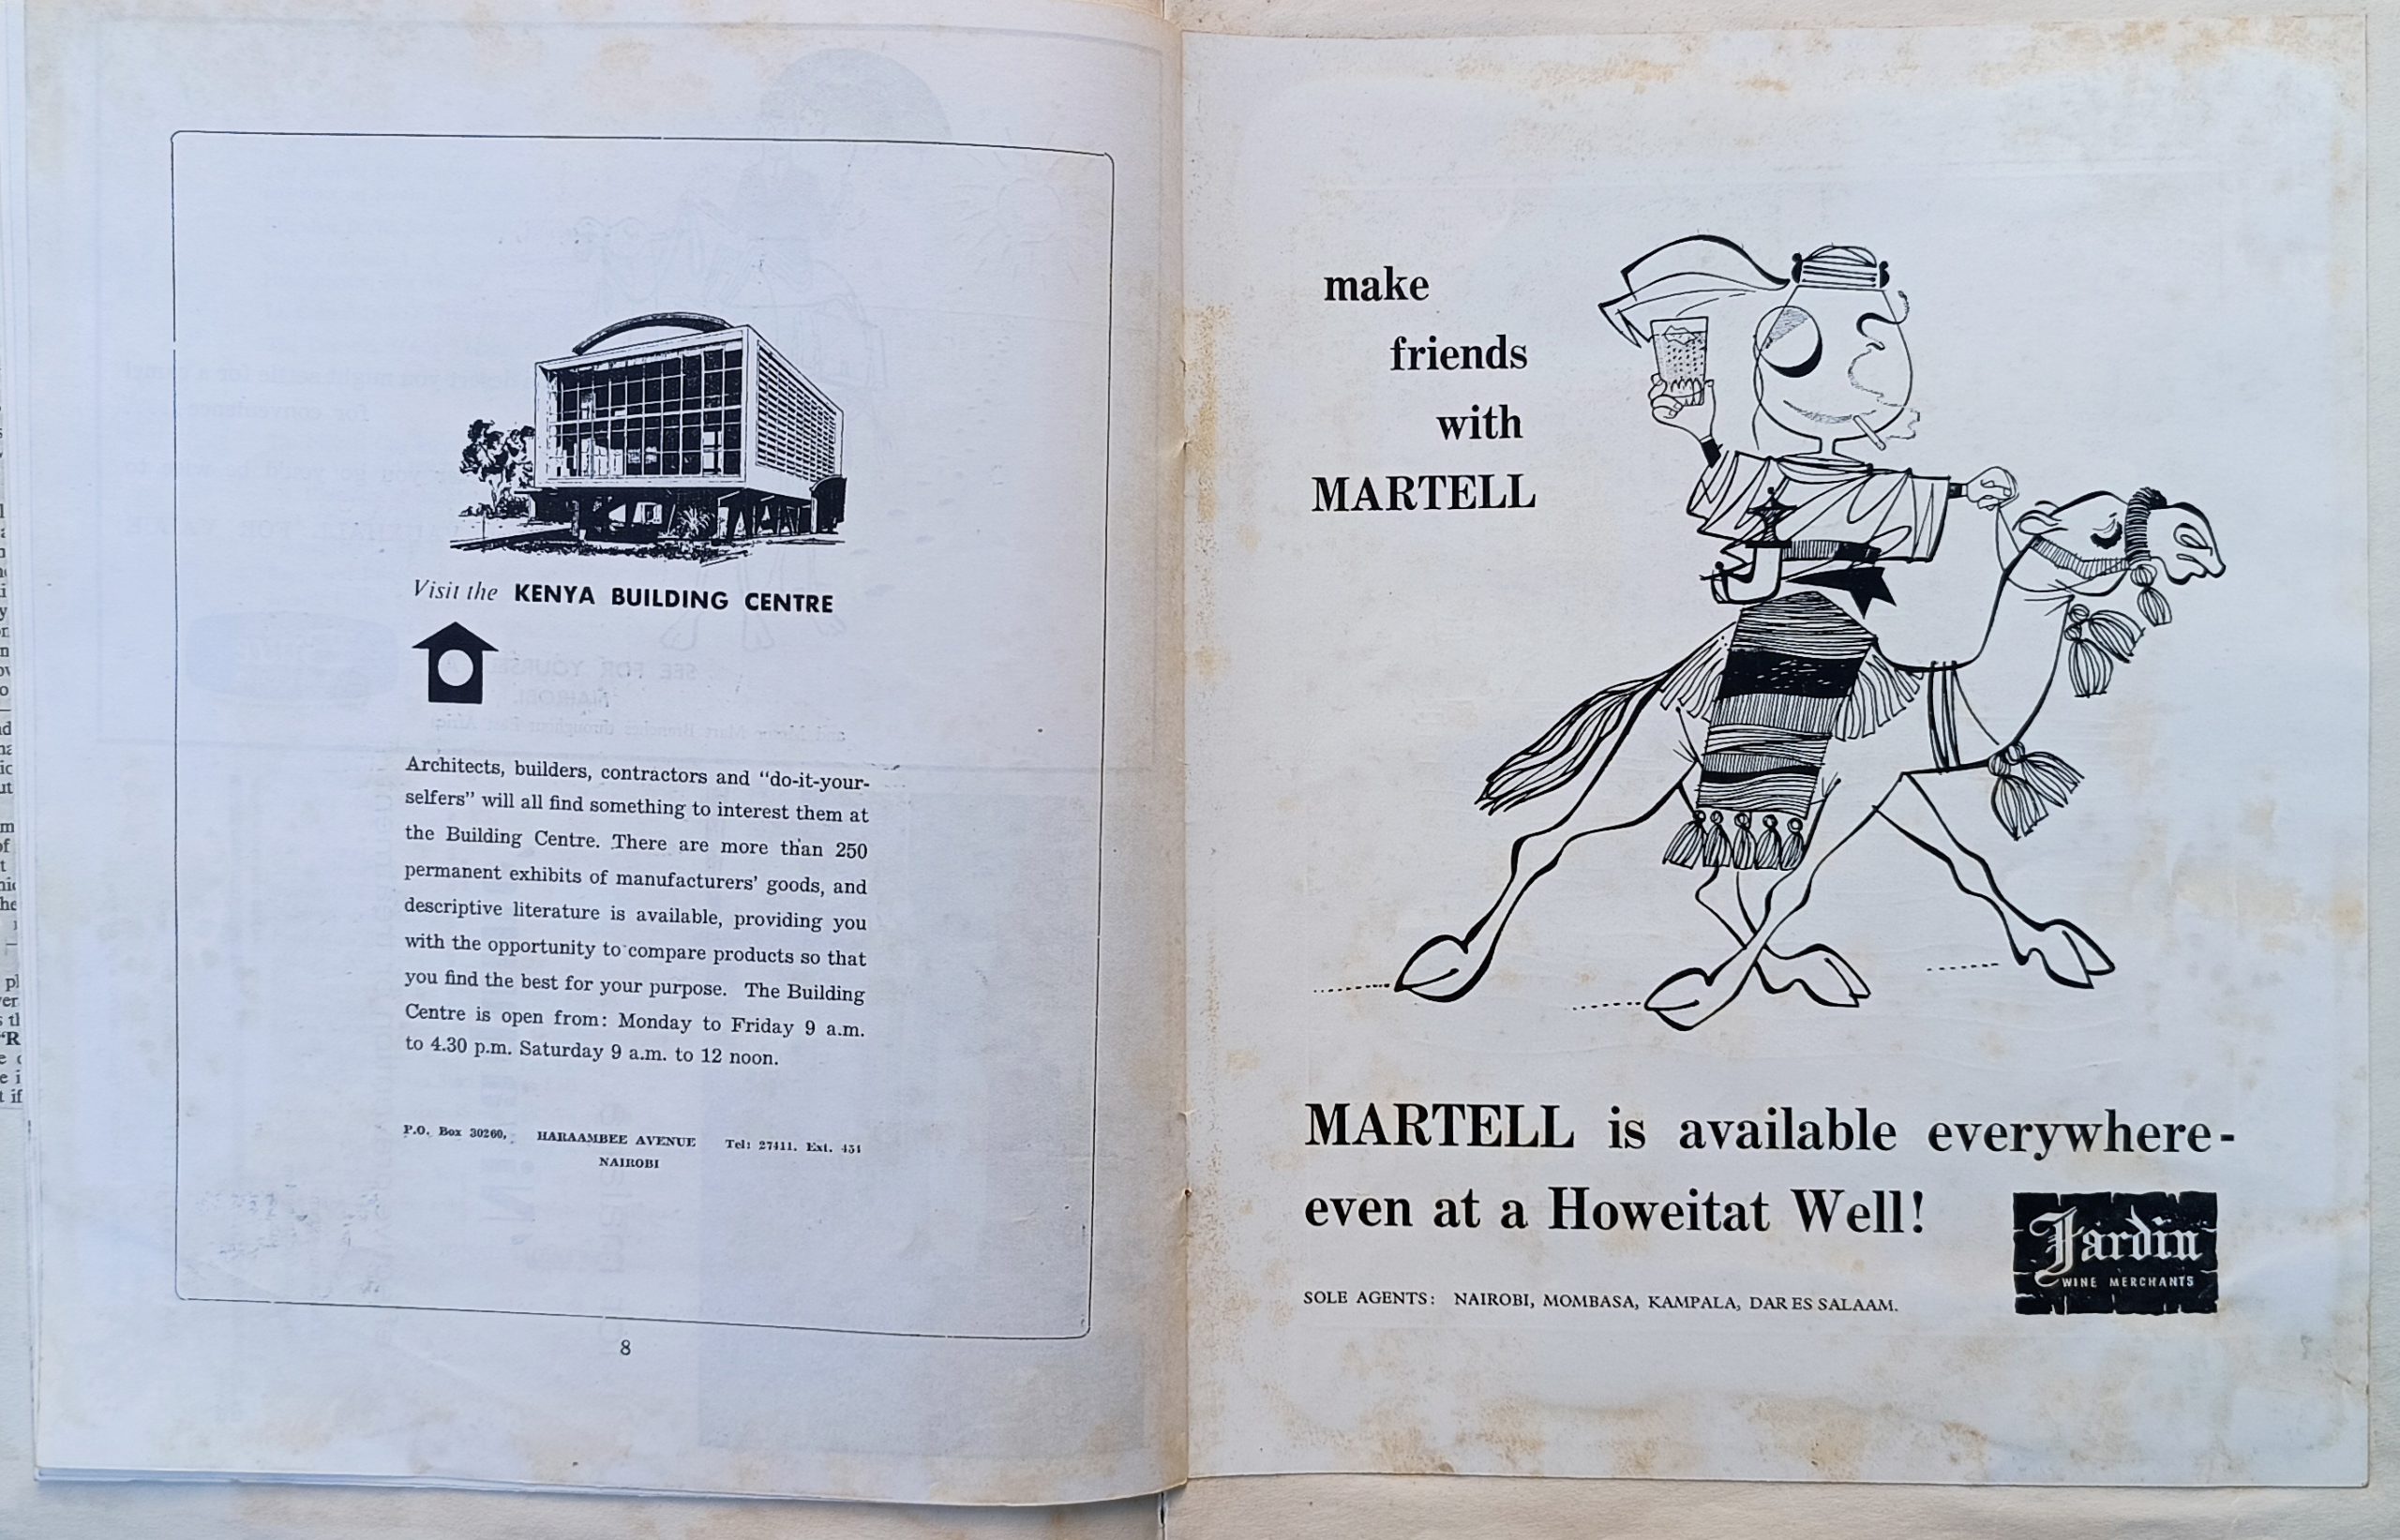 Visit the KENYA BUILDING CENTRE
Architects, builders, contractors and “do-it-your-
selfers” will all find something to interest them at
the Building Centre. There are more than 250
permanent exhibits of manufacturers’ goods, and
descriptive literature is available, providing you
with the opportunity to compare products so that
you find the best for your purpose. The Building
Centre is open from: Monday to Friday 9 a.m.
to 4.30 p.m. Saturday 9 a.m. to 12 noon.
P.O. Box 30260, HARAAMBEE AVENUE Tel: 27411. Ext. 451
NAIROBI
8
make
friends
with
MARTELL
MARTELL is available everywhere-
even at a Howeitat Well!
Jardin
WINE MERCHANTS
SOLE AGENTS: NAIROBI, MOMBASA, KAMPALA, DAR ES SALAAM.